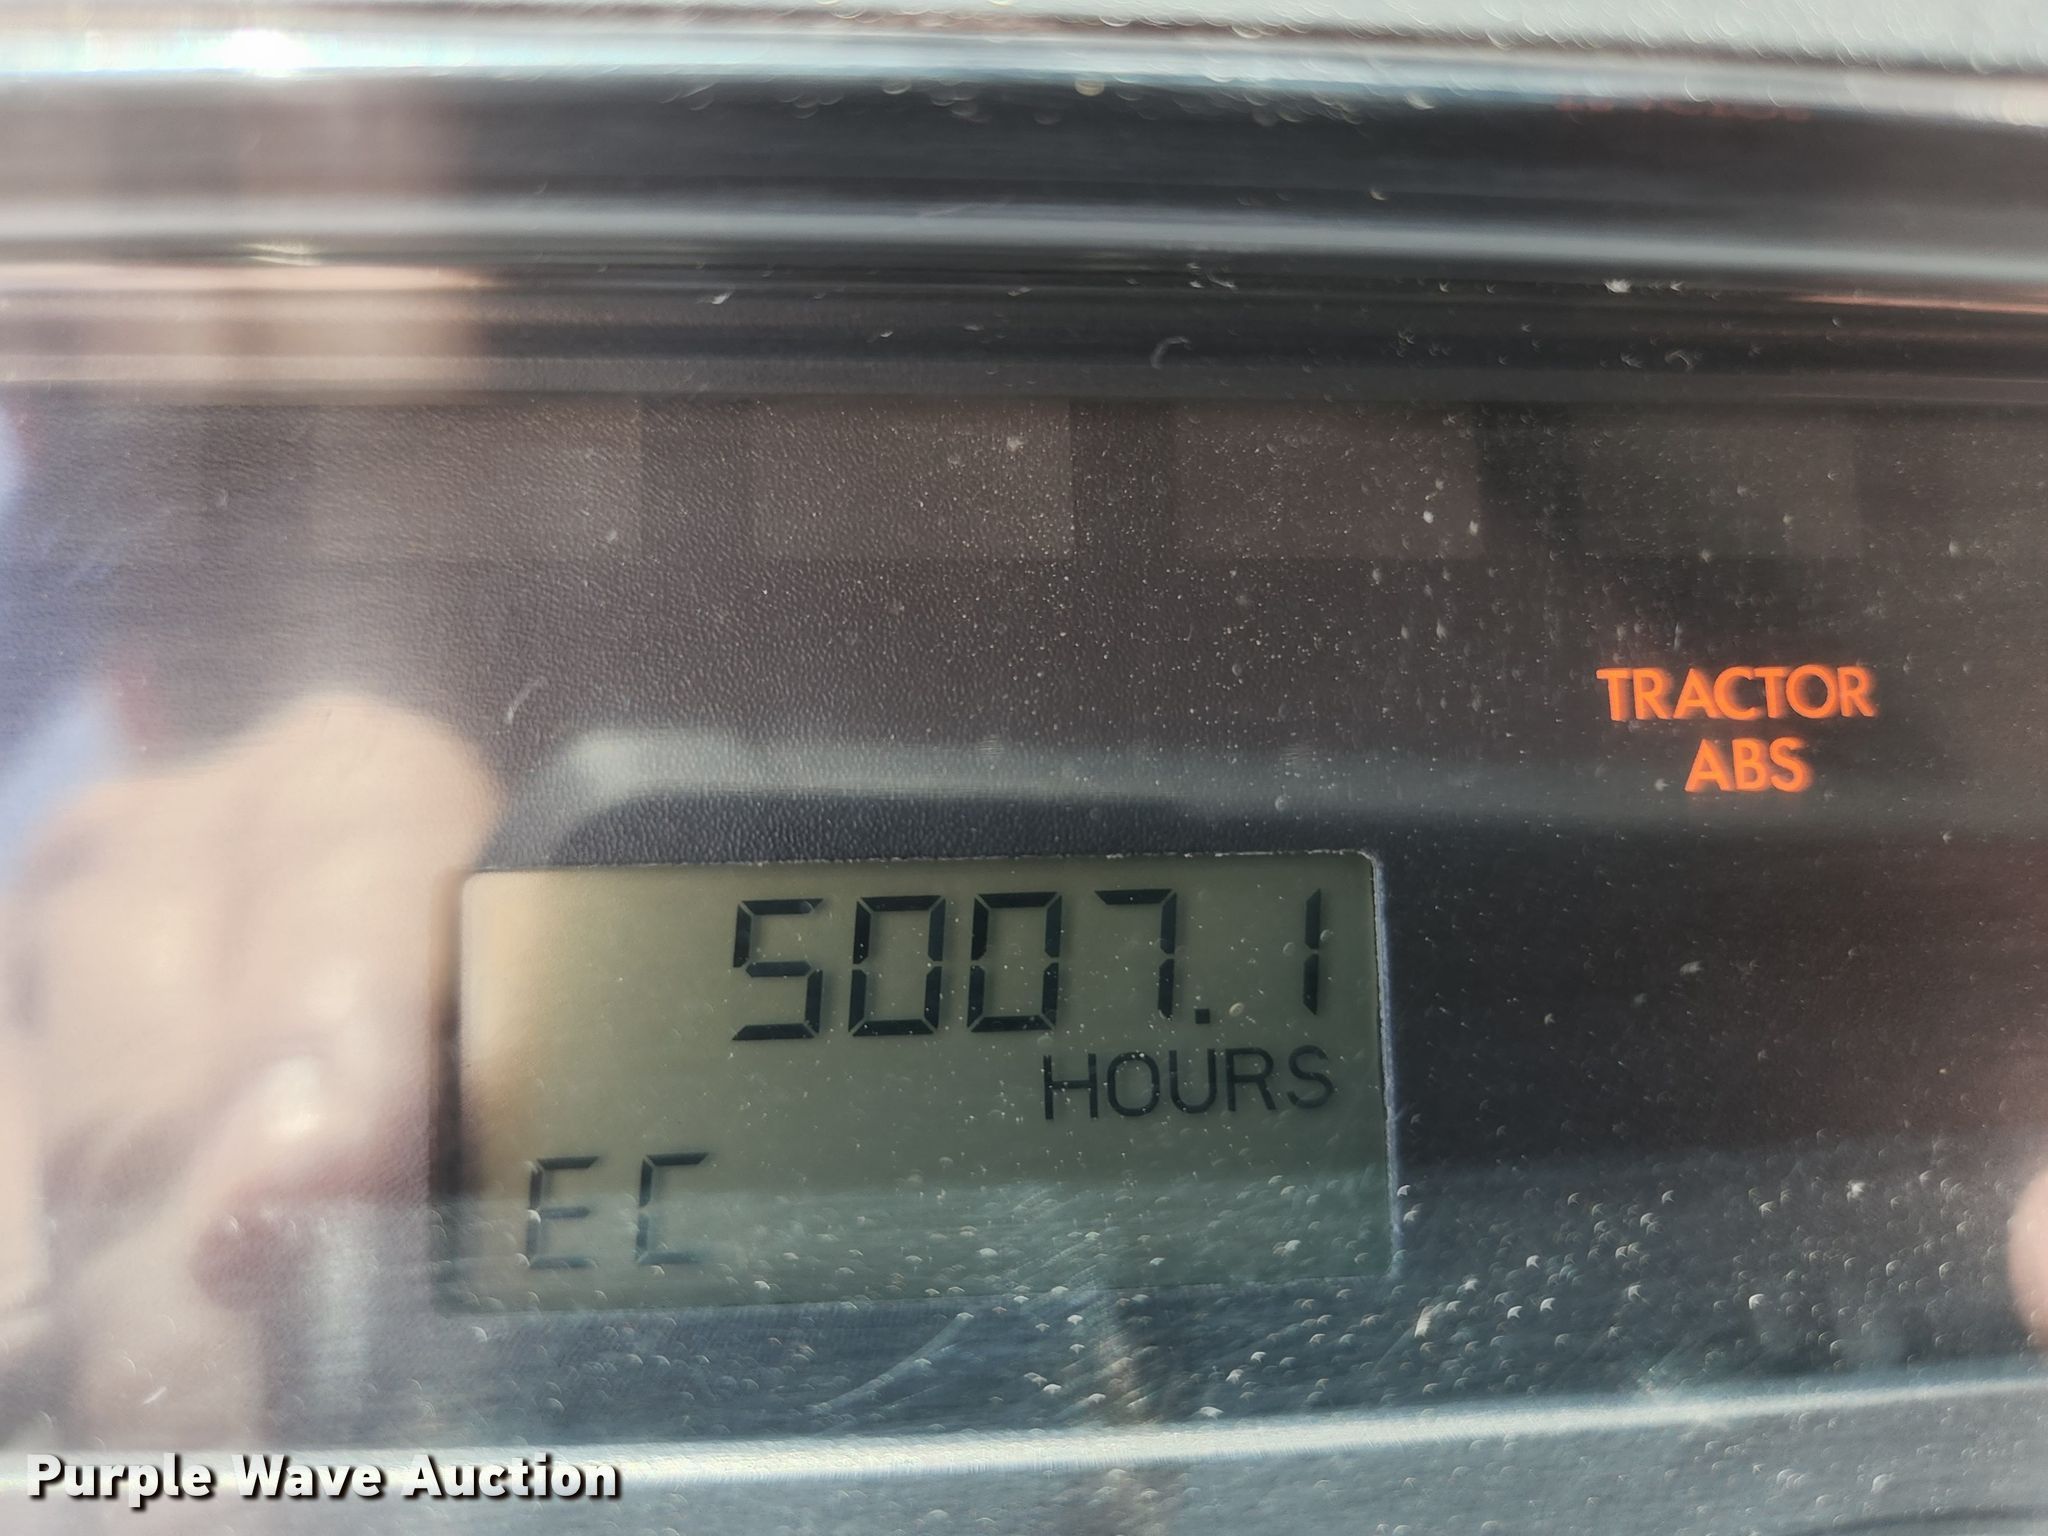 TRACTOR
ABS
5007.1
HOURS
EC
Purple Wave Auction